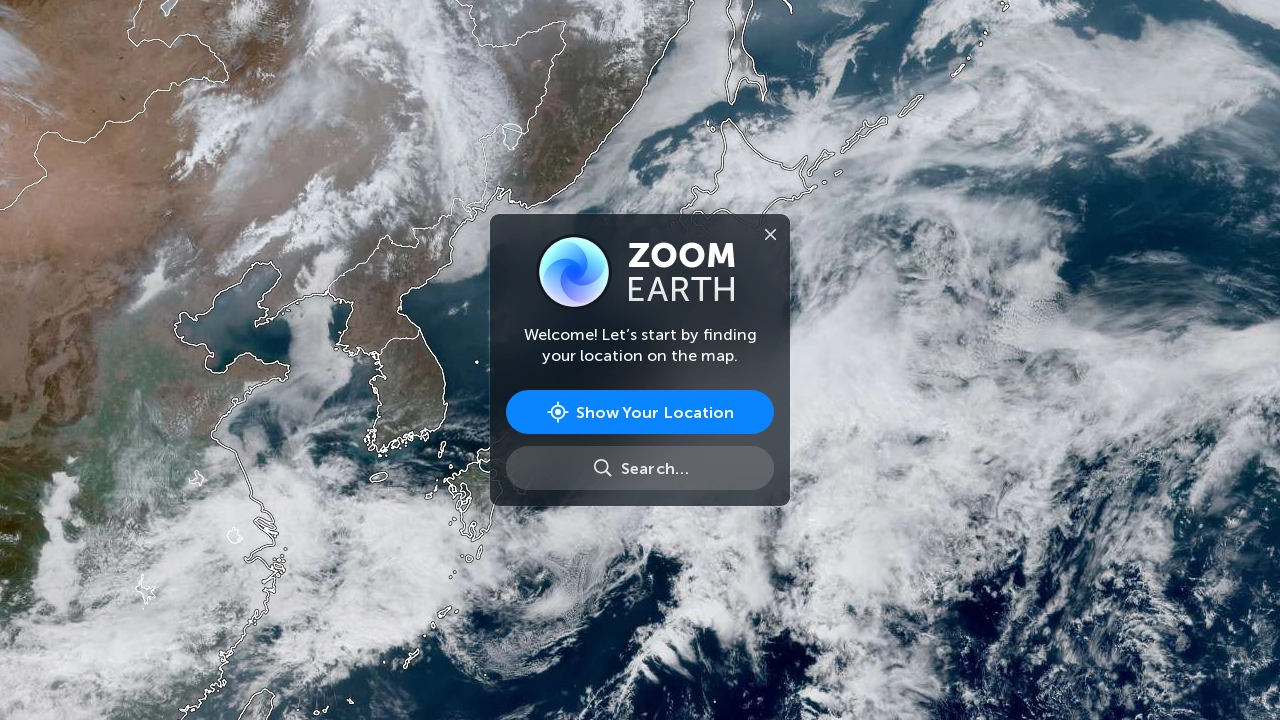 ZOOM
EARTH
Welcome! Let’s start by finding
your location on the map.
Show Your Location
Search...